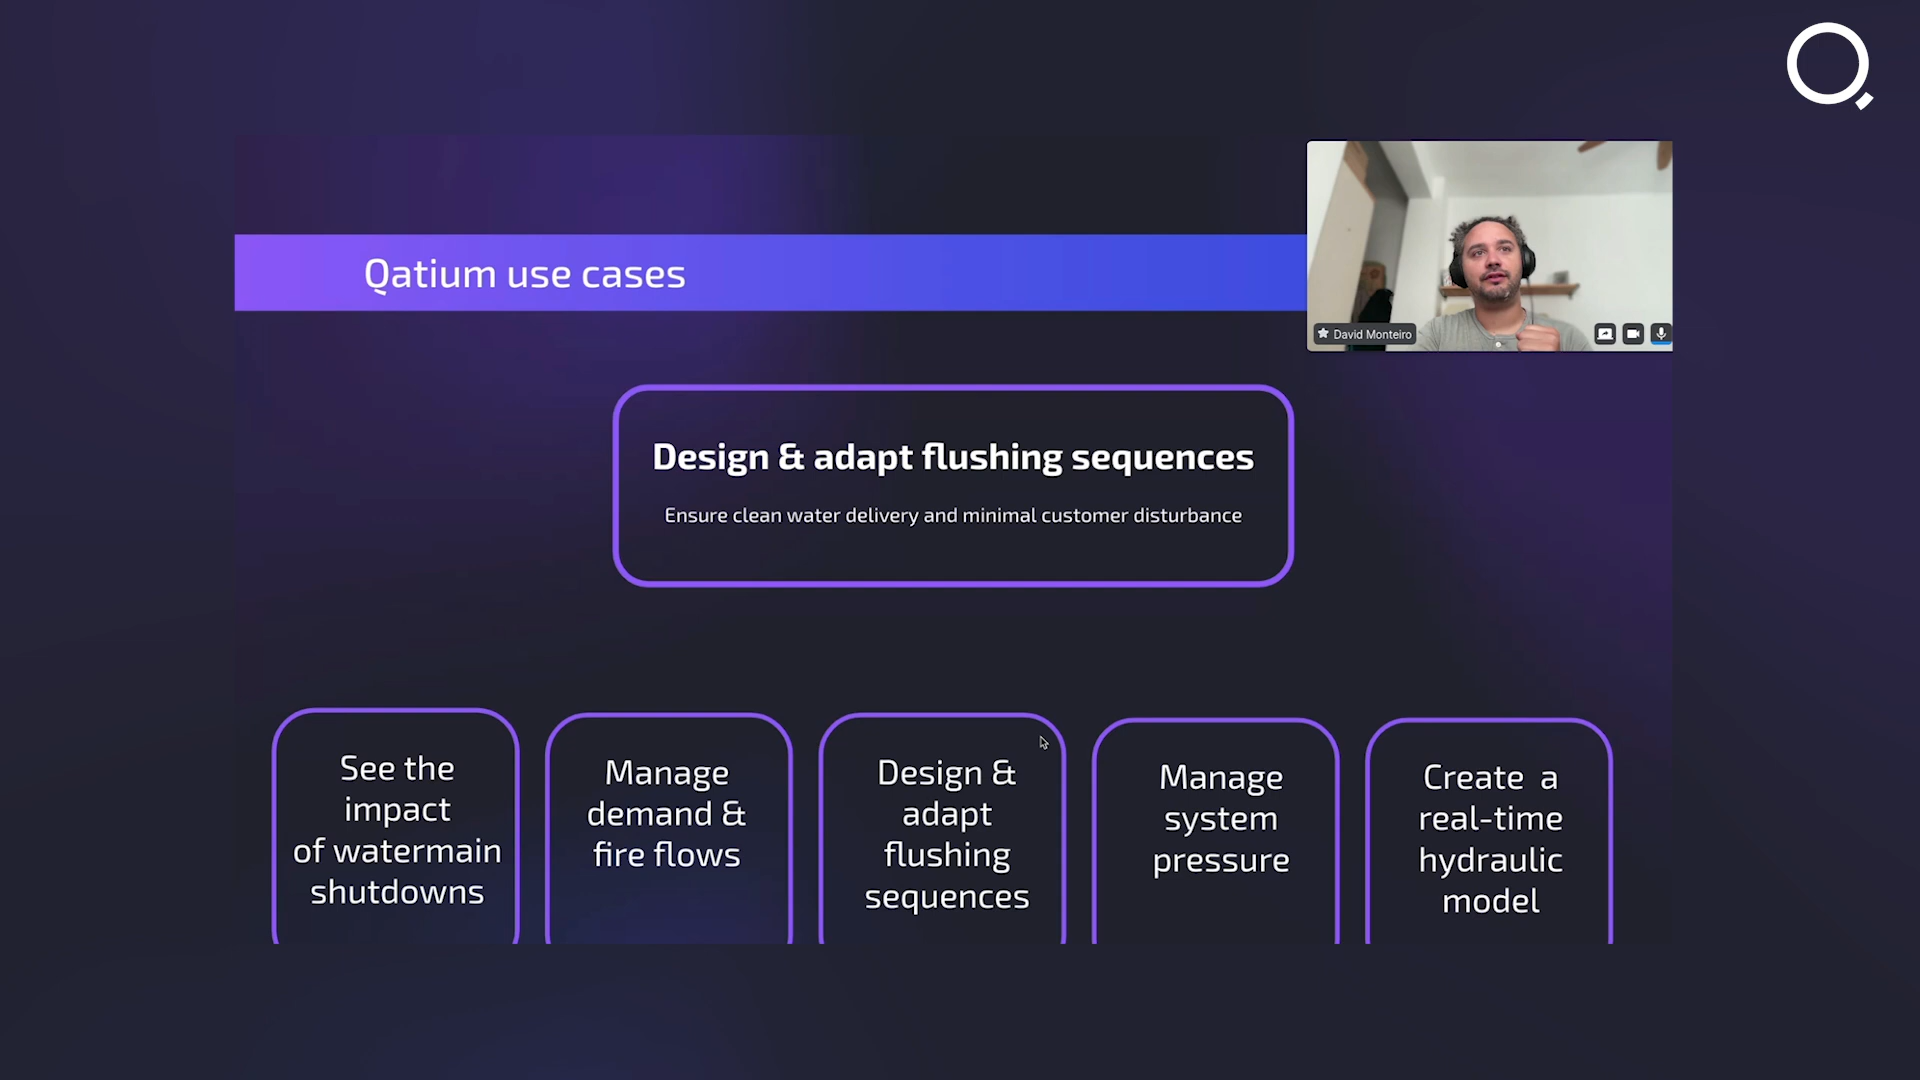 Qatium use cases
David Monteiro
Design & adapt flushing sequences
Ensure clean water delivery and minimal customer disturbance
See the
impact
of watermain
shutdowns
Manage
demand &
fire flows
Design &
adapt
flushing
sequences
Manage
system
pressure
Create a
real-time
hydraulic
model